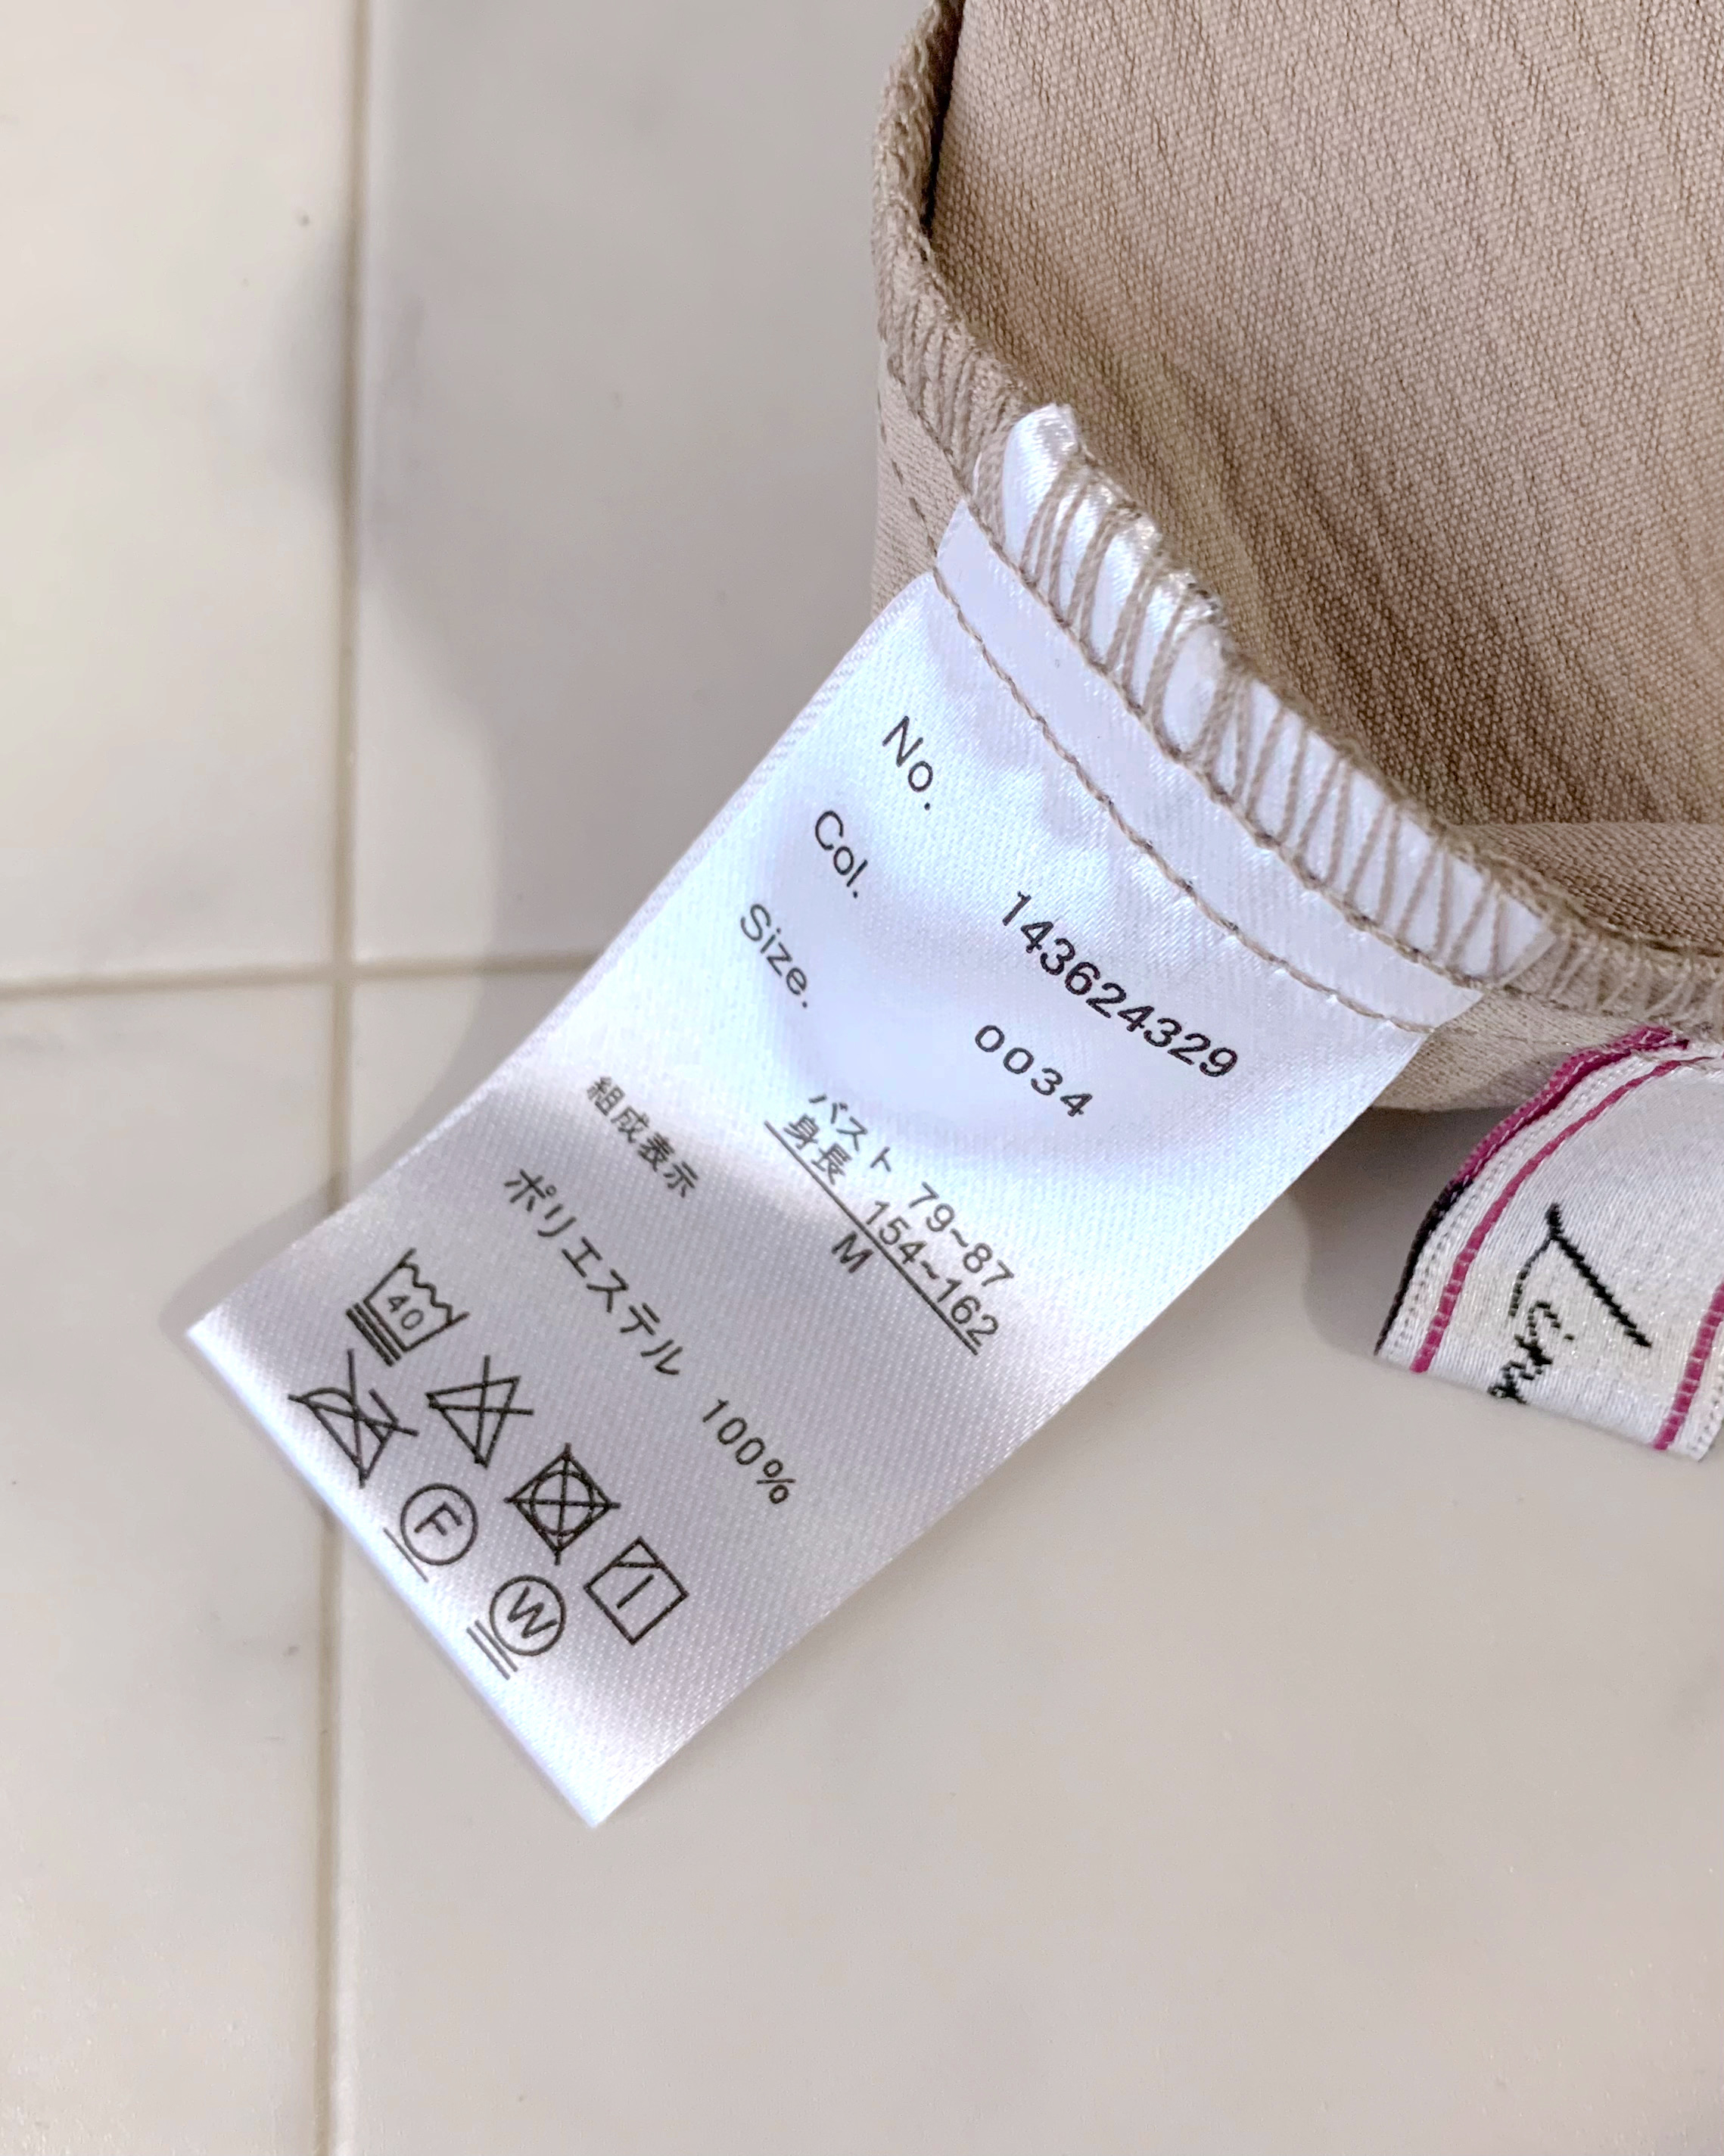 No. 143624329
Col. 0034
Size.
バスト 79~87
身長 154~162
M
組成表示
ポリエステル 100%
40
F
W